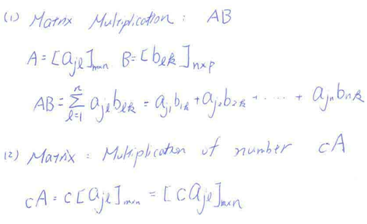 (1) Matrix Multiplication : AB
A = [a_{jl}]_{m×n} B = [b_{lk}]_{n×p}
AB = \sum_{l=1}^{n} a_{jl} b_{lk} = a_{j1} b_{1k} + a_{j2} b_{2k} + ⋯ ⋯ + a_{jn} b_{nk}
(2) Matrix : Multiplication of number cA
cA = c[a_{jl}]_{m×n} = [c a_{jl}]_{m×n}